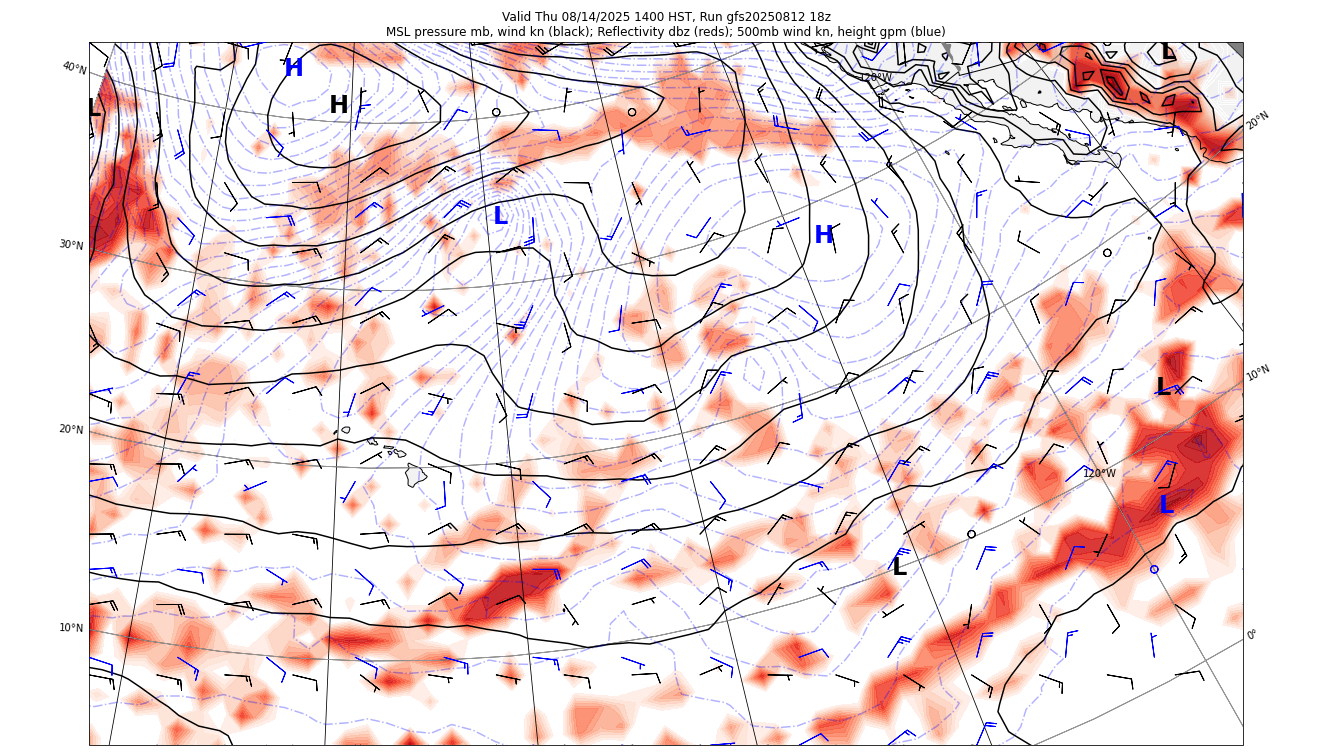 Valid Thu 08/14/2025 1400 HST, Run gfs20250812 18z
MSL pressure mb, wind kn (black); Reflectivity dbz (reds); 500mb wind kn, height gpm (blue)
L
H
40°N
120°W
H
L
20°N
L
H
30°N
10°N
L
20°N
120°W
L
L
10°N
0°